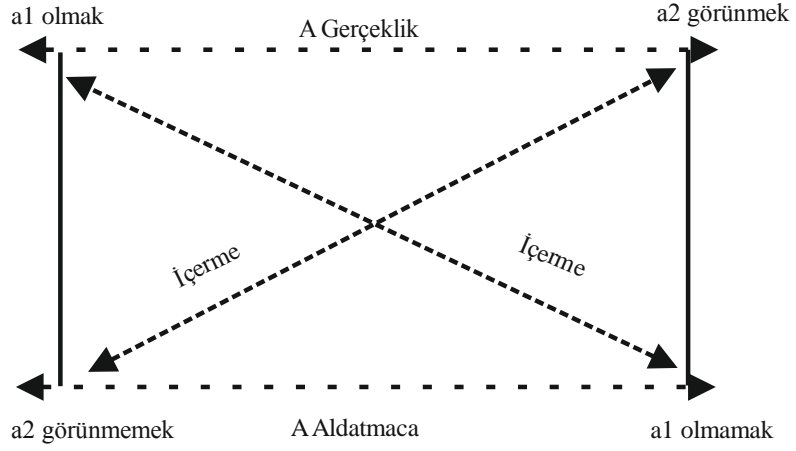 a1 olmak
A Gerçeklik
a2 görünmek
İçerme
İçerme
a2 görünmemek
A Aldatmaca
a1 olmamak